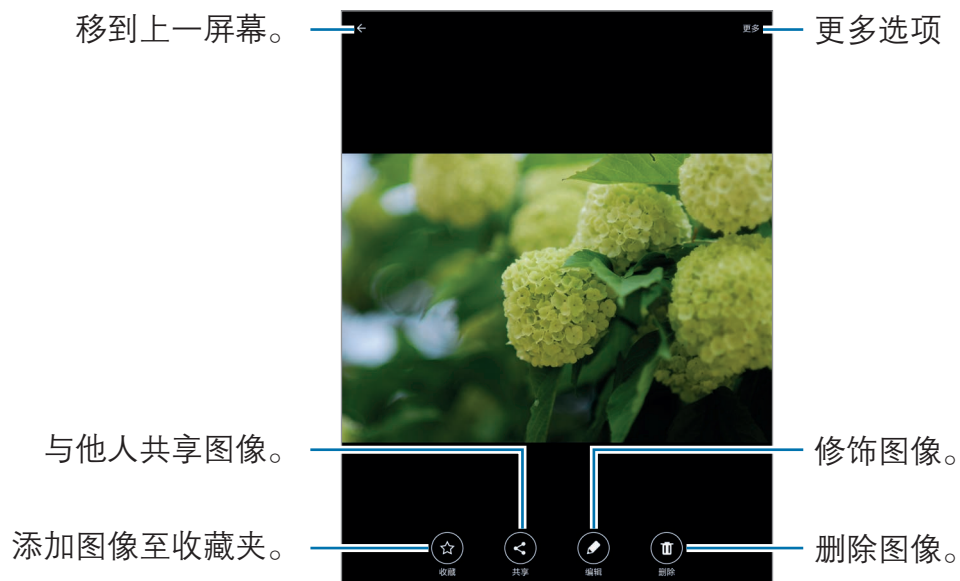 移到上一屏幕。
更多
更多选项
与他人共享图像。
修饰图像。
添加图像至收藏夹。
收藏
共享
编辑
删除
删除图像。